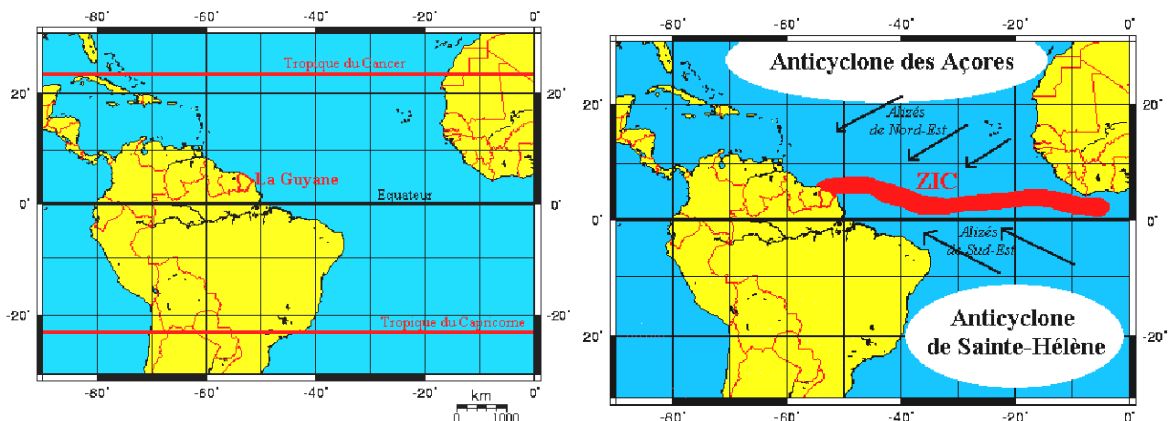 -80° -60° -40° -20° 0°
Tropique du Cancer
20° 20°
La Guyane
Equateur
0° 0°
-20° -20°
Tropique du Capricorne
-80° -60° -40° -20° 0°
km
0 1000
-80° -60° -40° -20° 0°
Anticyclone des Açores
20° 20°
Alizés
de Nord-Est
ZIC
0° 0°
Alizés
de Sud-Est
Anticyclone
de Sainte-Hélène
20° 20°
-80° -60° -40° -20° 0°